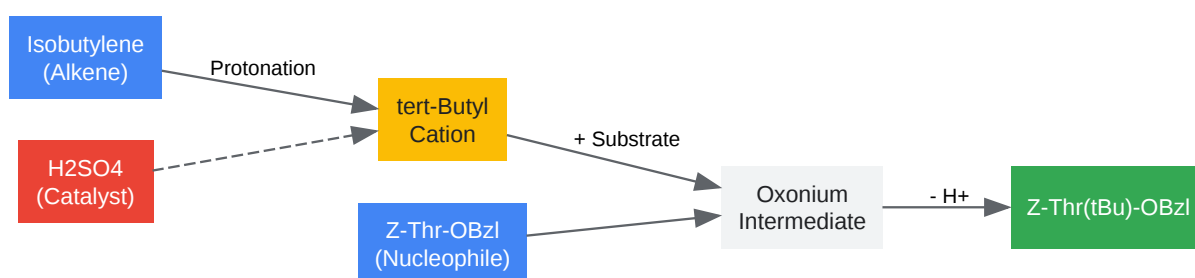 Isobutylene
(Alkene)
Protonation
H2SO4
(Catalyst)
tert-Butyl
Cation
+ Substrate
Z-Thr-OBzl
(Nucleophile)
Oxonium
Intermediate
- H+
Z-Thr(tBu)-OBzl